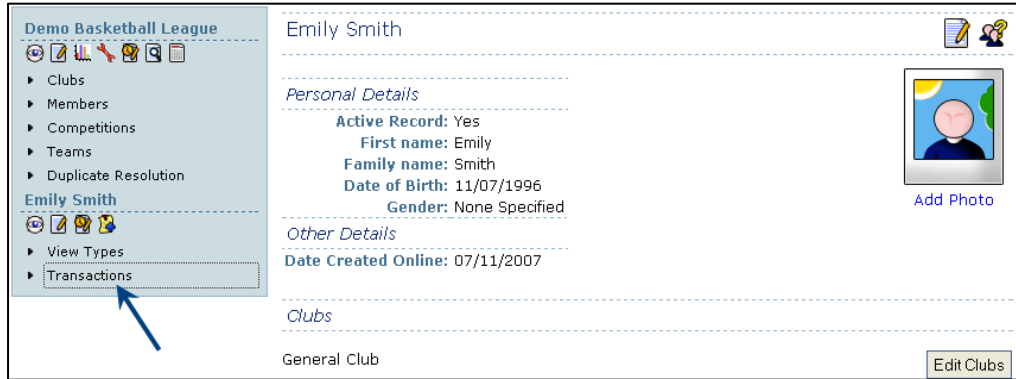 Demo Basketball League
Clubs
Members
Competitions
Teams
Duplicate Resolution
Emily Smith
View Types
Transactions
Emily Smith
Personal Details
Active Record: Yes
First name: Emily
Family name: Smith
Date of Birth: 11/07/1996
Gender: None Specified
Other Details
Date Created Online: 07/11/2007
Add Photo
Clubs
General Club
Edit Clubs